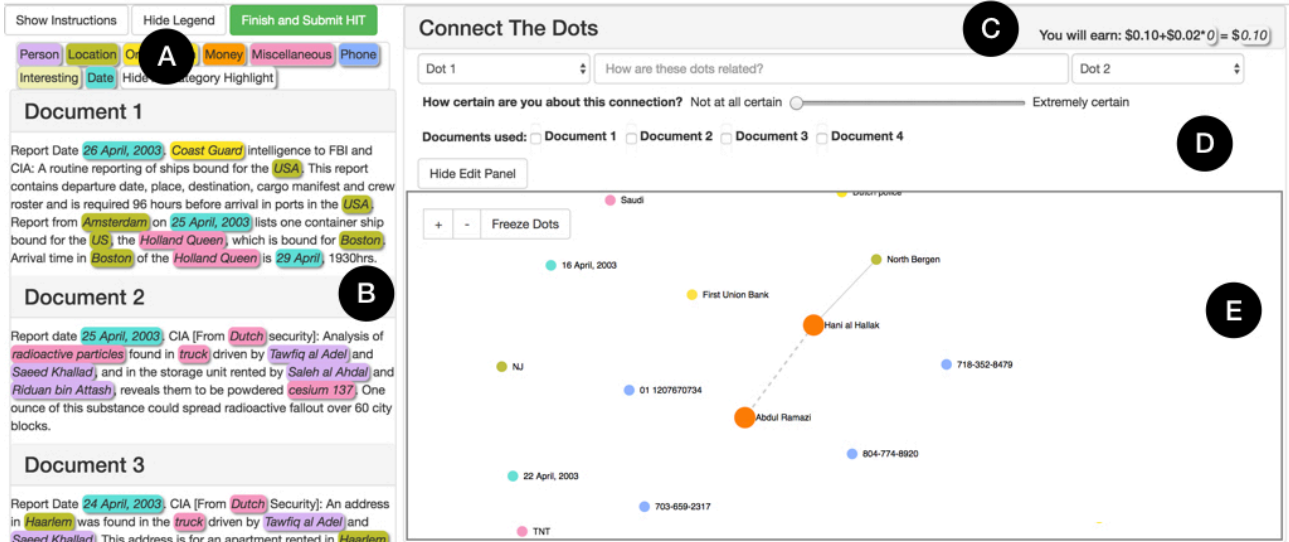 Show Instructions Hide Legend Finish and Submit HIT
A
Person Location Money Miscellaneous Phone
Interesting Date
Document 1
Report Date 26 April, 2003. Coast Guard intelligence to FBI and
CIA: A routine reporting of ships bound for the USA. This report
contains departure date, place, destination, cargo manifest and crew
roster and is required 96 hours before arrival in ports in the USA.
Report from Amsterdam on 25 April, 2003 lists one container ship
bound for the US, the Holland Queen, which is bound for Boston.
Arrival time in Boston of the Holland Queen is 29 April, 1930hrs.
Document 2
B
Report date 25 April, 2003. CIA [From Dutch security]: Analysis of
radioactive particles found in truck driven by Tawfiq al Adel and
Saeed Khallad, and in the storage unit rented by Saleh al Ahdal and
Riduan bin Attash, reveals them to be powdered cesium 137. One
ounce of this substance could spread radioactive fallout over 60 city
blocks.
Document 3
Report Date 24 April, 2003. CIA [From Dutch Security]: An address
in Haarlem was found in the truck driven by Tawfiq al Adel and
Saeed Khallad. This address is for an apartment rented in Haarlem
Connect The Dots
C
You will earn: $0.10+$0.02*0 = $0.10
Dot 1 How are these dots related? Dot 2
How certain are you about this connection? Not at all certain Extremely certain
Documents used: Document 1 Document 2 Document 3 Document 4
D
Hide Edit Panel
Saudi
Dutch police
+ - Freeze Dots
North Bergen
16 April, 2003
First Union Bank
E
Hani al Hallak
NJ
718-352-8479
01 1207670734
Abdul Ramazi
804-774-8920
22 April, 2003
703-659-2317
TNT